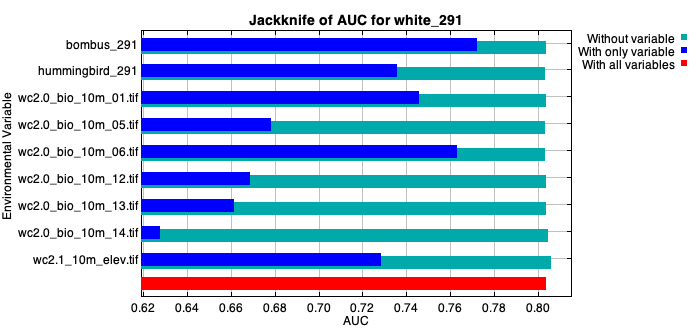 Jackknife of AUC for white_291
Without variable
With only variable
With all variables
Environmental Variable
bombus_291
hummingbird_291
wc2.0_bio_10m_01.tif
wc2.0_bio_10m_05.tif
wc2.0_bio_10m_06.tif
wc2.0_bio_10m_12.tif
wc2.0_bio_10m_13.tif
wc2.0_bio_10m_14.tif
wc2.1_10m_elev.tif
0.62 0.64 0.66 0.68 0.70 0.72 0.74 0.76 0.78 0.80
AUC